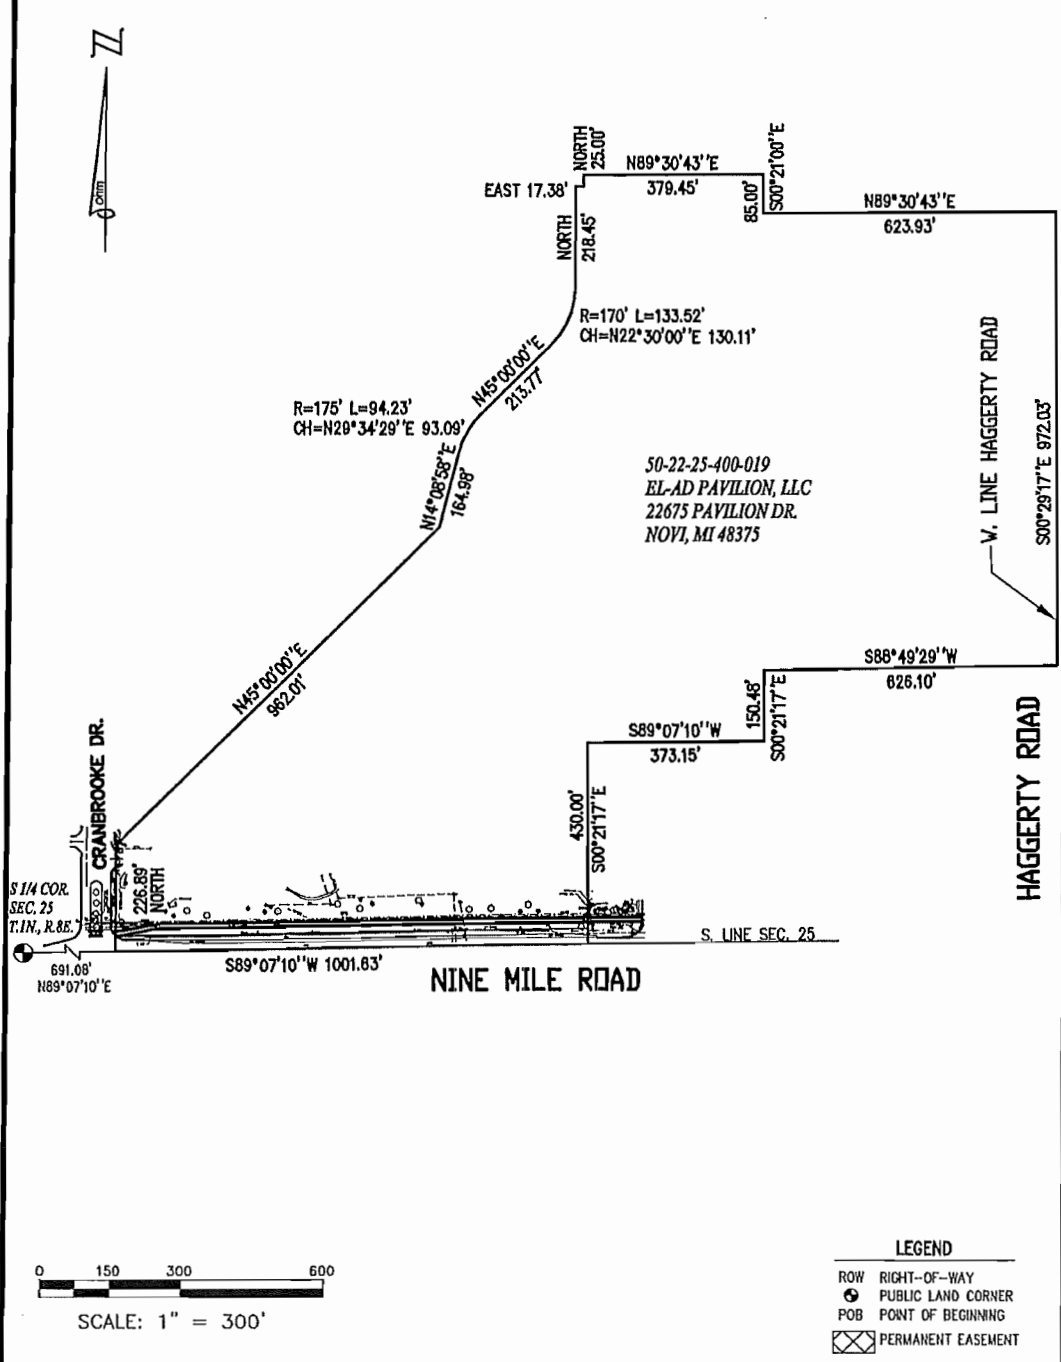 Z
ohm
NORTH
25.00'
N89°30'43''E
379.45'
S00°21'00''E
85.00'
EAST 17.38'
N89°30'43''E
623.93'
NORTH
218.45'
R=170' L=133.52'
CH=N22°30'00''E 130.11'
N45°00'00''E
213.77'
R=175' L=94.23'
CH=N29°34'29''E 93.09'
N14°08'58''E
164.98'
50-22-25-400-019
EL-AD PAVILION, LLC
22675 PAVILION DR.
NOVI, MI 48375
W. LINE HAGGERTY ROAD
S00°29'17''E 972.03'
N45°00'00''E
962.01'
S88°49'29''W
626.10'
150.48'
S00°21'17''E
S89°07'10''W
373.15'
HAGGERTY ROAD
CRANBROOKE DR.
430.00'
S00°21'17''E
226.89'
NORTH
S 1/4 COR.
SEC. 25
T.1N., R.8E.
S. LINE SEC. 25
691.08'
N89°07'10''E
S89°07'10''W 1001.63'
NINE MILE ROAD
0 150 300 600
SCALE: 1" = 300'
LEGEND
ROW RIGHT-OF-WAY
PUBLIC LAND CORNER
POB POINT OF BEGINNING
PERMANENT EASEMENT